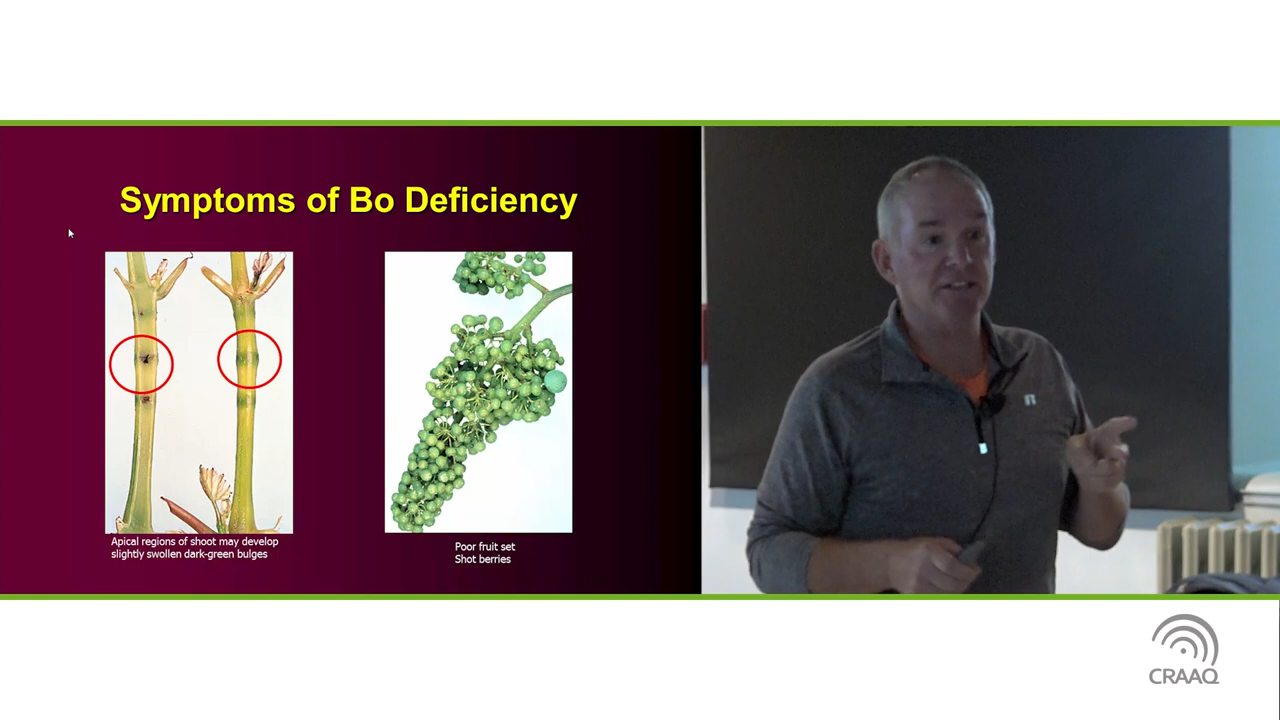 Symptoms of Bo Deficiency
Apical regions of shoot may develop
slightly swollen dark-green bulges
Poor fruit set
Shot berries
R
CRAAQ